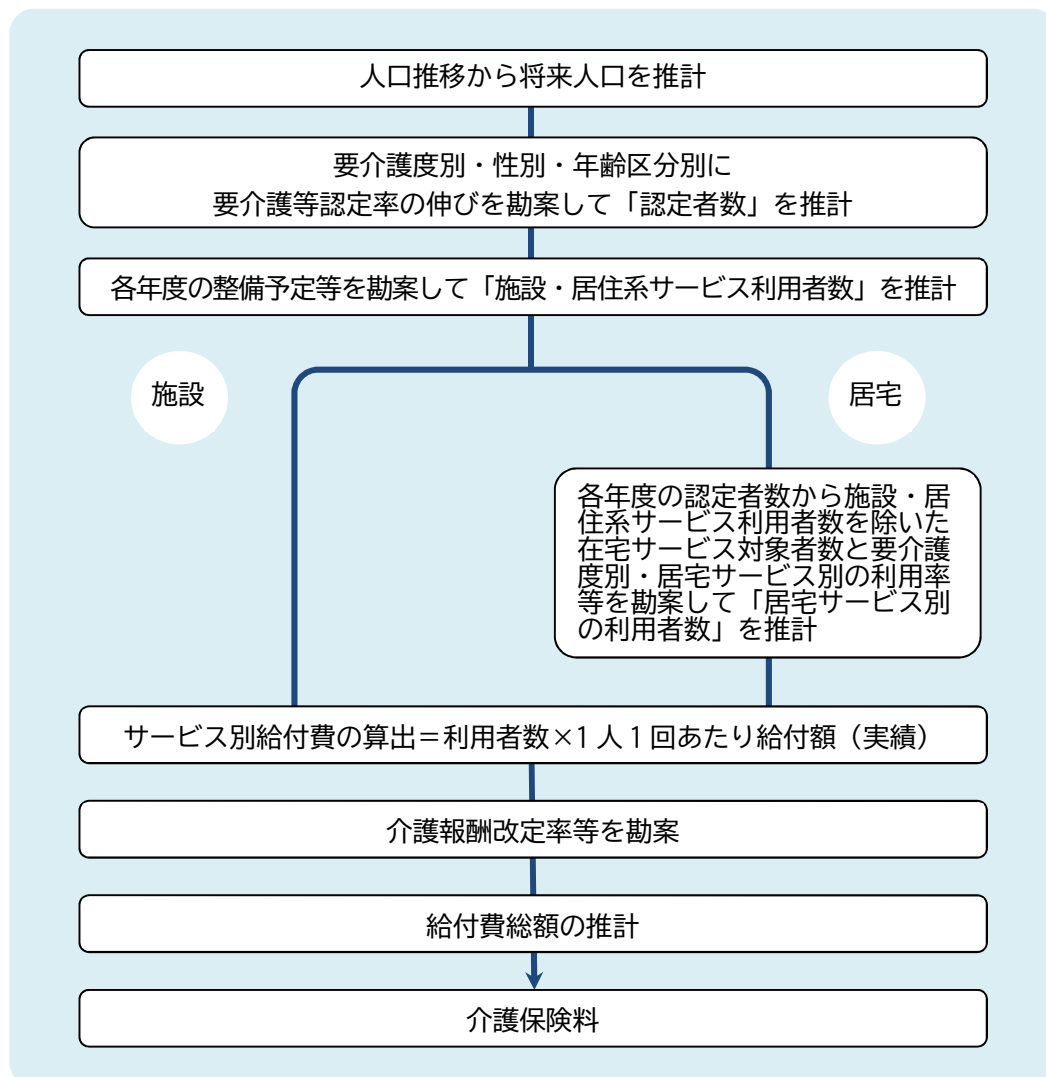 人口推移から将来人口を推計
要介護度別・性別・年齢区分別に
要介護等認定率の伸びを勘案して「認定者数」を推計
各年度の整備予定等を勘案して「施設・居住系サービス利用者数」を推計
施設
居宅
各年度の認定者数から施設・居
住系サービス利用者数を除いた
在宅サービス対象者数と要介護
度別・居宅サービス別の利用率
等を勘案して「居宅サービス別
の利用者数」を推計
サービス別給付費の算出＝利用者数×1人1回あたり給付額（実績）
介護報酬改定率等を勘案
給付費総額の推計
介護保険料